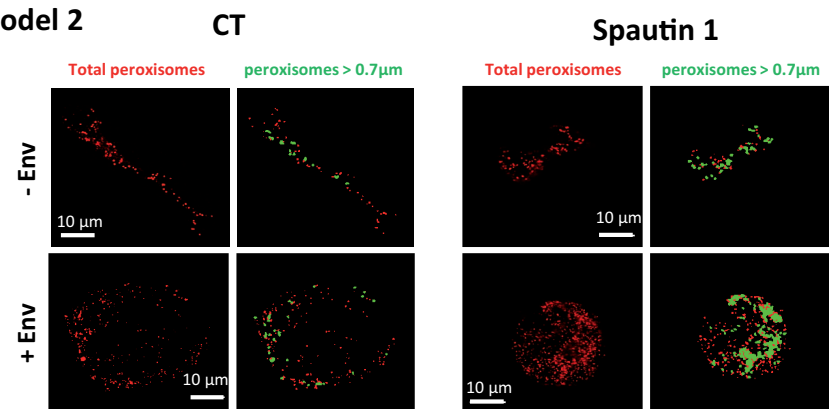 odel 2
CT
Spautin 1
Total peroxisomes
peroxisomes > 0.7µm
Total peroxisomes
peroxisomes > 0.7µm
- Env
10 µm
10 µm
+ Env
10 µm
10 µm